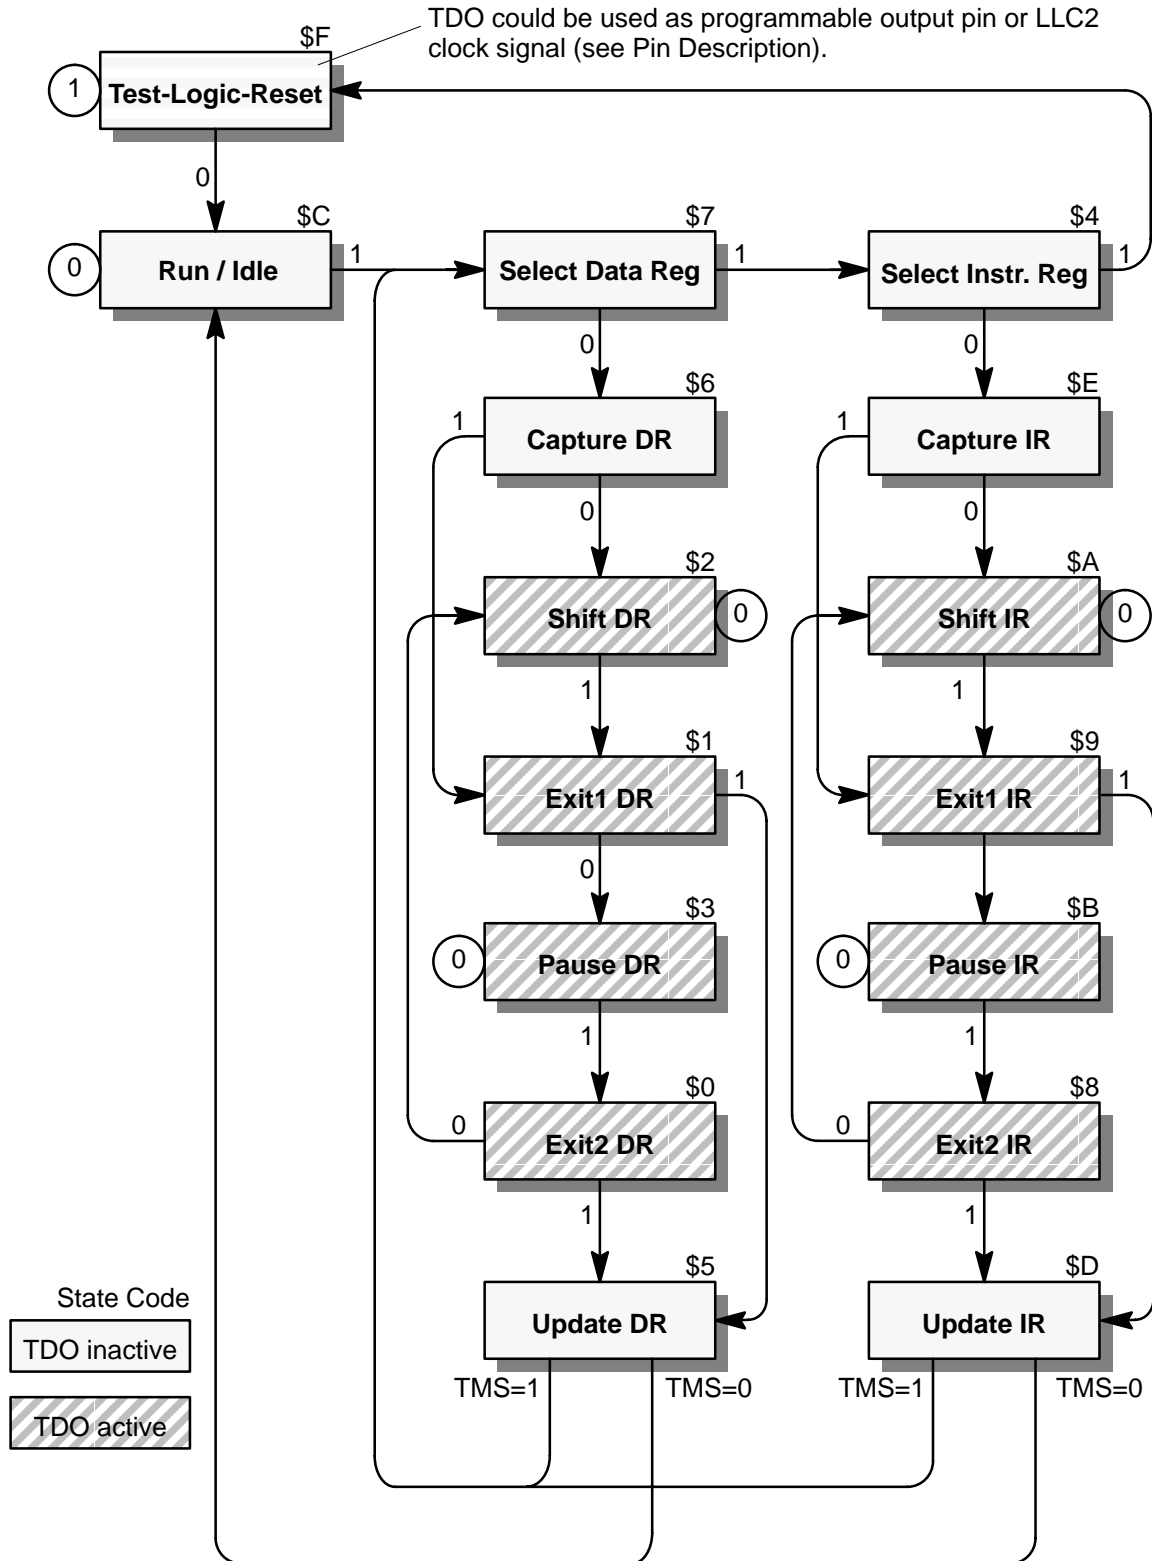 TDO could be used as programmable output pin or LLC2
clock signal (see Pin Description).
$F
1
Test-Logic-Reset
0
$C
0
Run / Idle
1
$7
Select Data Reg
1
$4
Select Instr. Reg
1
0
0
$6
1
Capture DR
$E
1
Capture IR
0
0
$2
Shift DR
0
$A
Shift IR
0
1
1
$1
Exit1 DR
1
$9
Exit1 IR
1
0
$3
0
Pause DR
$B
0
Pause IR
1
1
$0
0
Exit2 DR
$8
0
Exit2 IR
1
1
$5
Update DR
$D
Update IR
TMS=1
TMS=0
TMS=1
TMS=0
State Code
TDO inactive
TDO active